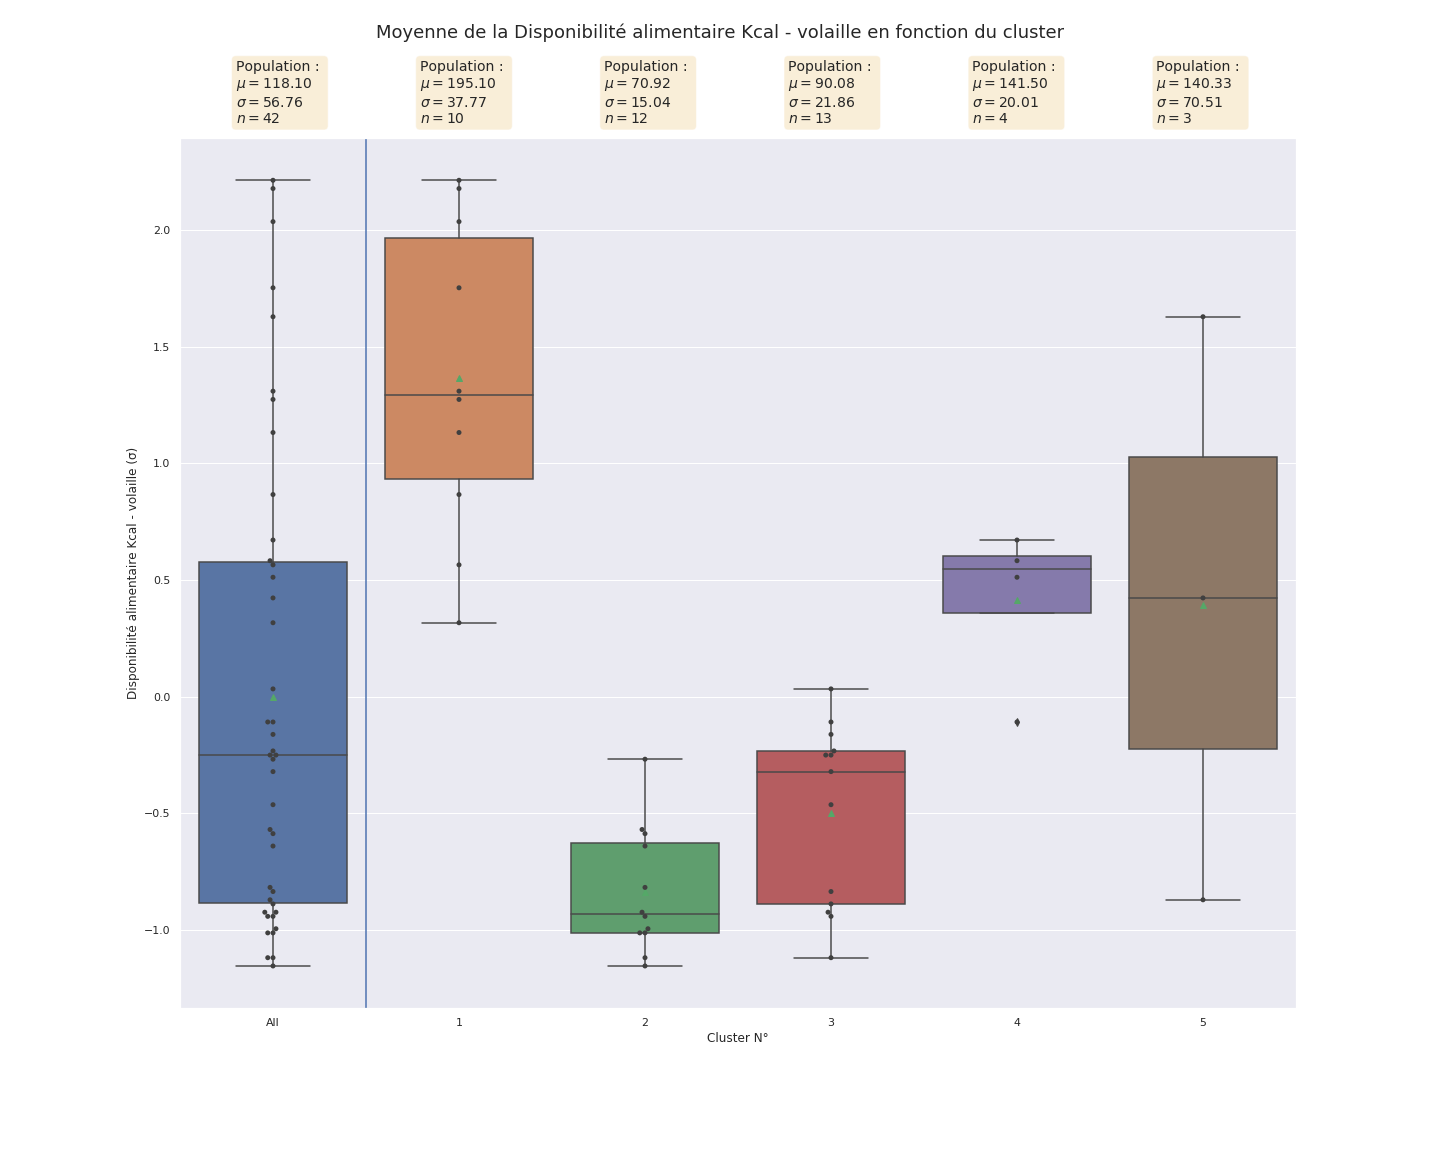 Moyenne de la Disponibilité alimentaire Kcal - volaille en fonction du cluster
Population :
μ = 118.10
σ = 56.76
n = 42
Population :
μ = 195.10
σ = 37.77
n = 10
Population :
μ = 70.92
σ = 15.04
n = 12
Population :
μ = 90.08
σ = 21.86
n = 13
Population :
μ = 141.50
σ = 20.01
n = 4
Population :
μ = 140.33
σ = 70.51
n = 3
Disponibilité alimentaire Kcal - volaille (σ)
2.0
1.5
1.0
0.5
0.0
−0.5
−1.0
All
1
2
3
4
5
Cluster N°